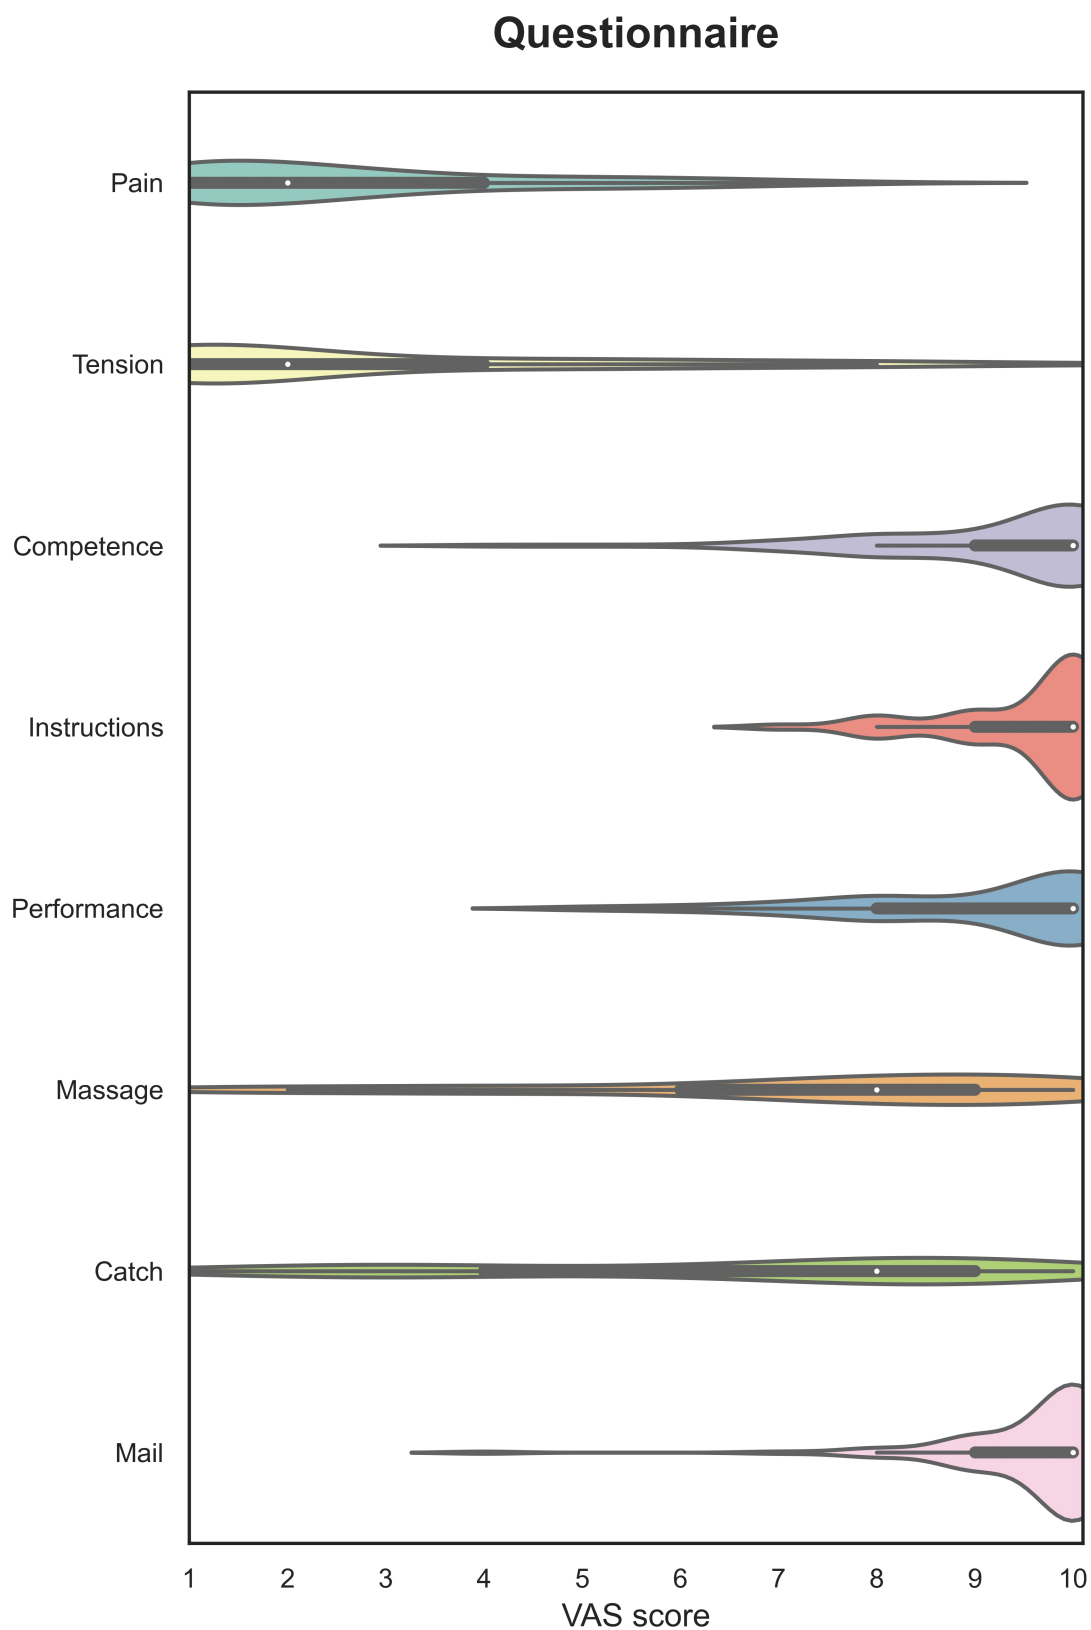 Questionnaire
Pain
Tension
Competence
Instructions
Performance
Massage
Catch
Mail
1 2 3 4 5 6 7 8 9 10
VAS score